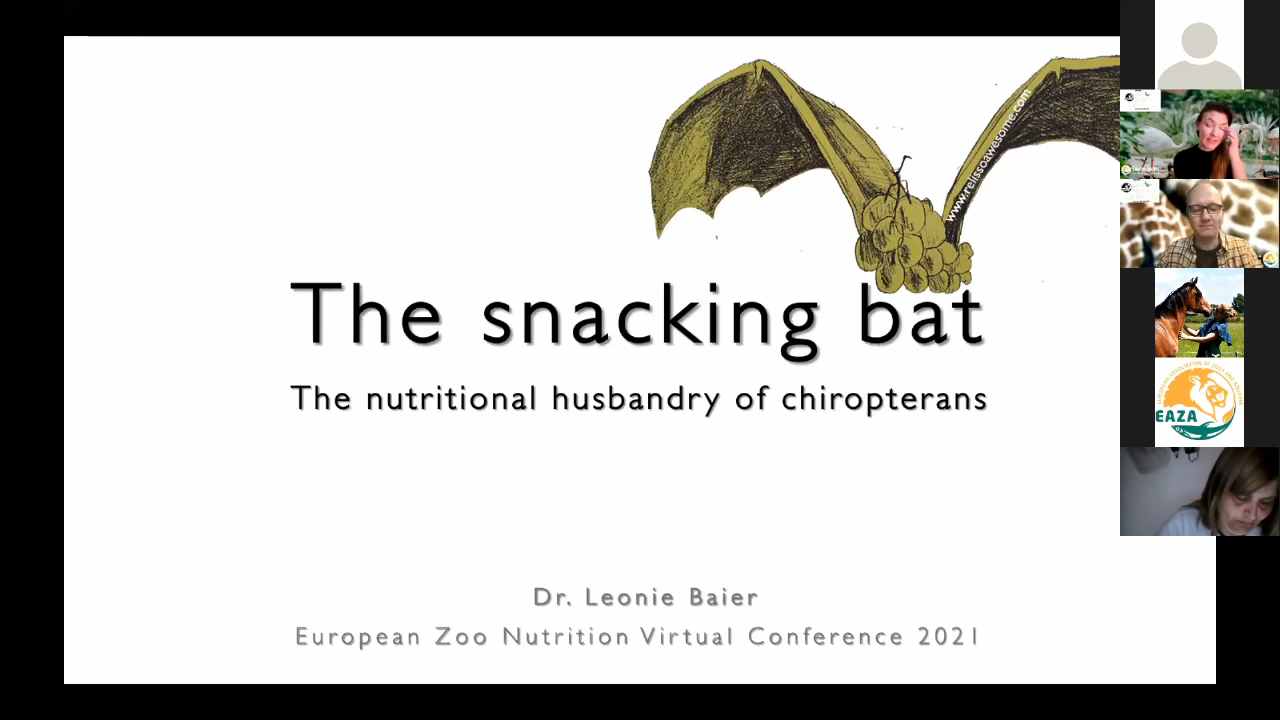 www.relissoawesome.com
The snacking bat
The nutritional husbandry of chiropterans
Dr. Leonie Baier
European Zoo Nutrition Virtual Conference 2021
EAZA